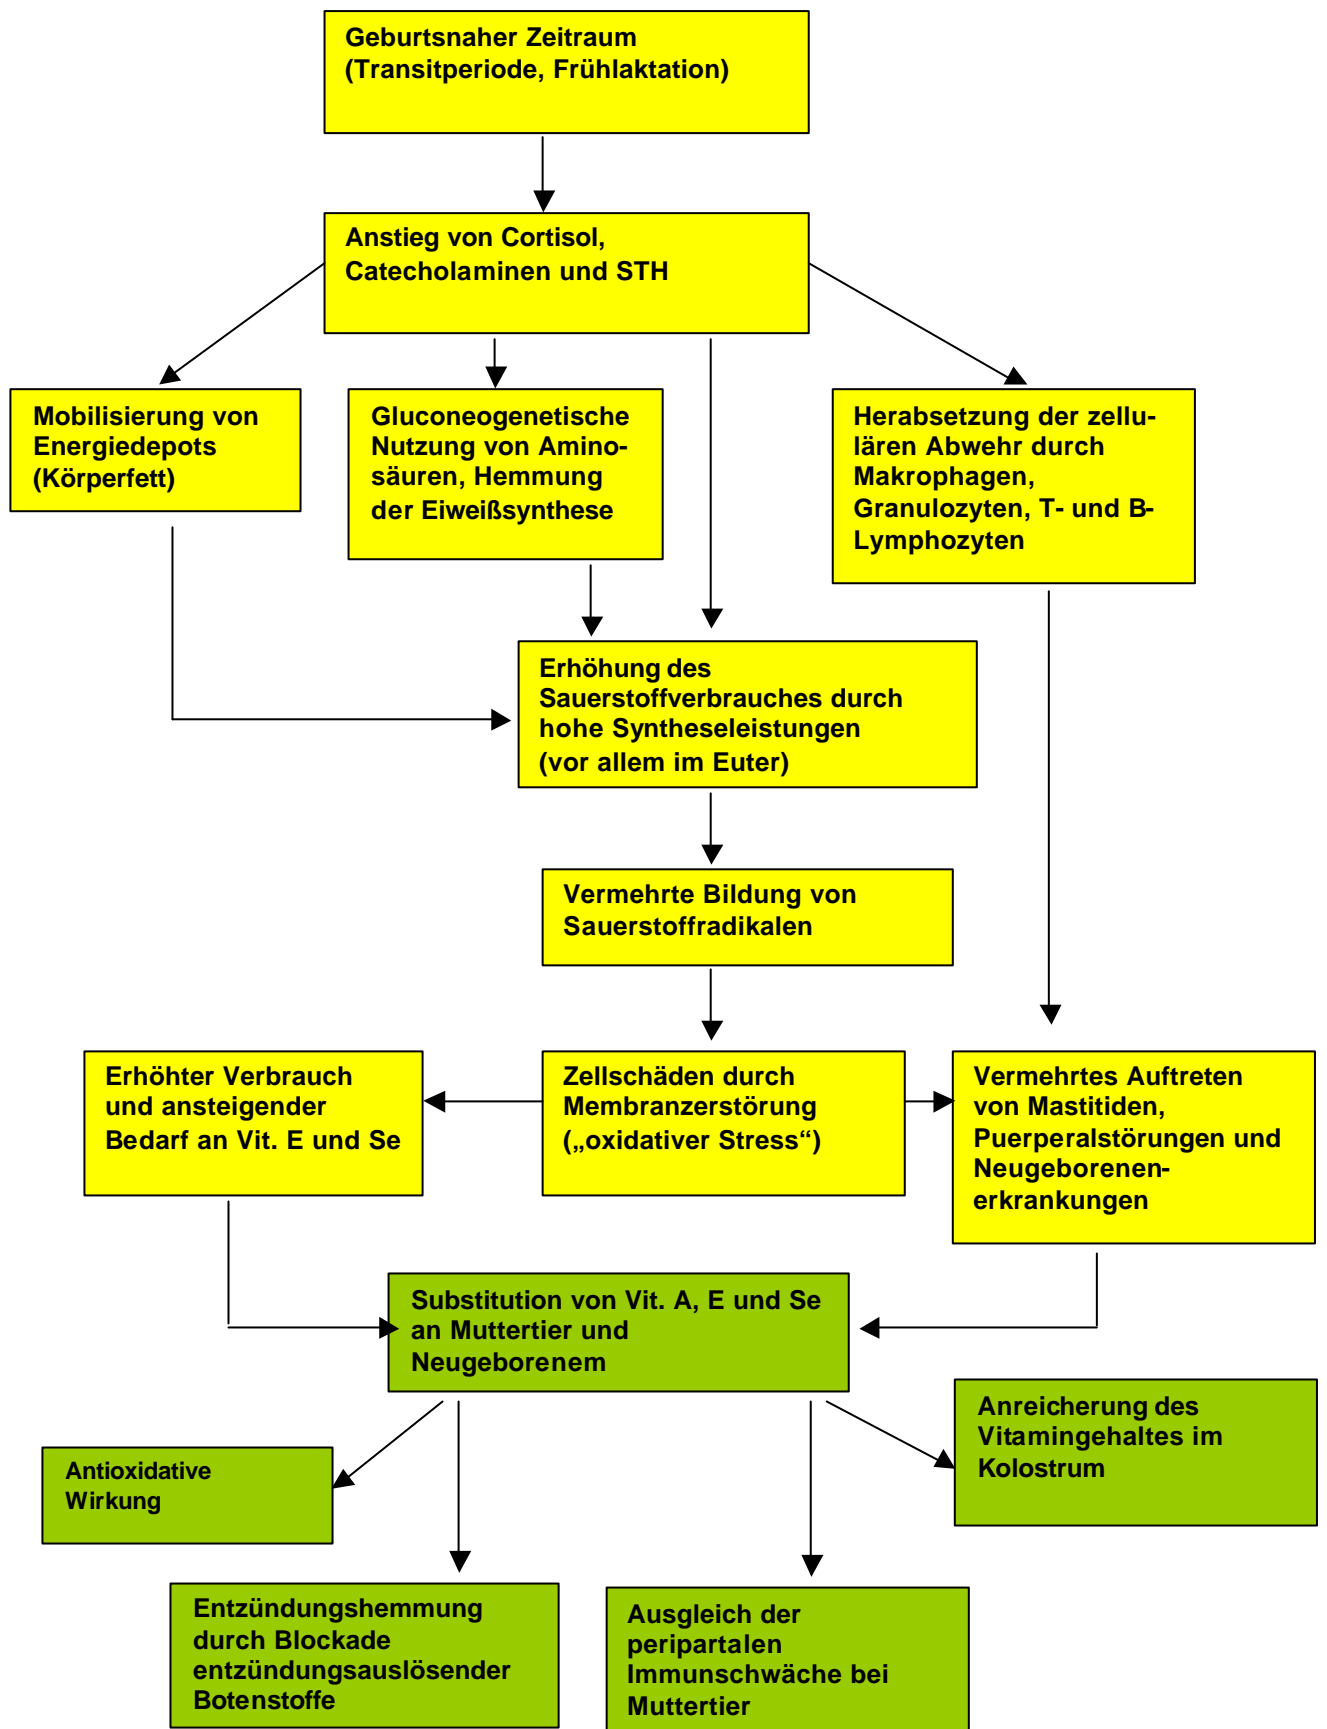 Geburtsnaher Zeitraum
(Transitperiode, Frühlaktation)
Anstieg von Cortisol,
Catecholaminen und STH
Mobilisierung von
Energiedepots
(Körperfett)
Gluconeogenetische
Nutzung von Amino-
säuren, Hemmung
der Eiweißsynthese
Herabsetzung der zellu-
lären Abwehr durch
Makrophagen,
Granulozyten, T- und B-
Lymphozyten
Erhöhung des
Sauerstoffverbrauches durch
hohe Syntheseleistungen
(vor allem im Euter)
Vermehrte Bildung von
Sauerstoffradikalen
Erhöhter Verbrauch
und ansteigender
Bedarf an Vit. E und Se
Zellschäden durch
Membranzerstörung
(„oxidativer Stress“)
Vermehrtes Auftreten
von Mastitiden,
Puerperalstörungen und
Neugeborenen-
erkrankungen
Substitution von Vit. A, E und Se
an Muttertier und
Neugeborenem
Antioxidative
Wirkung
Anreicherung des
Vitamingehaltes im
Kolostrum
Entzündungshemmung
durch Blockade
entzündungsauslösender
Botenstoffe
Ausgleich der
peripartalen
Immunschwäche bei
Muttertier